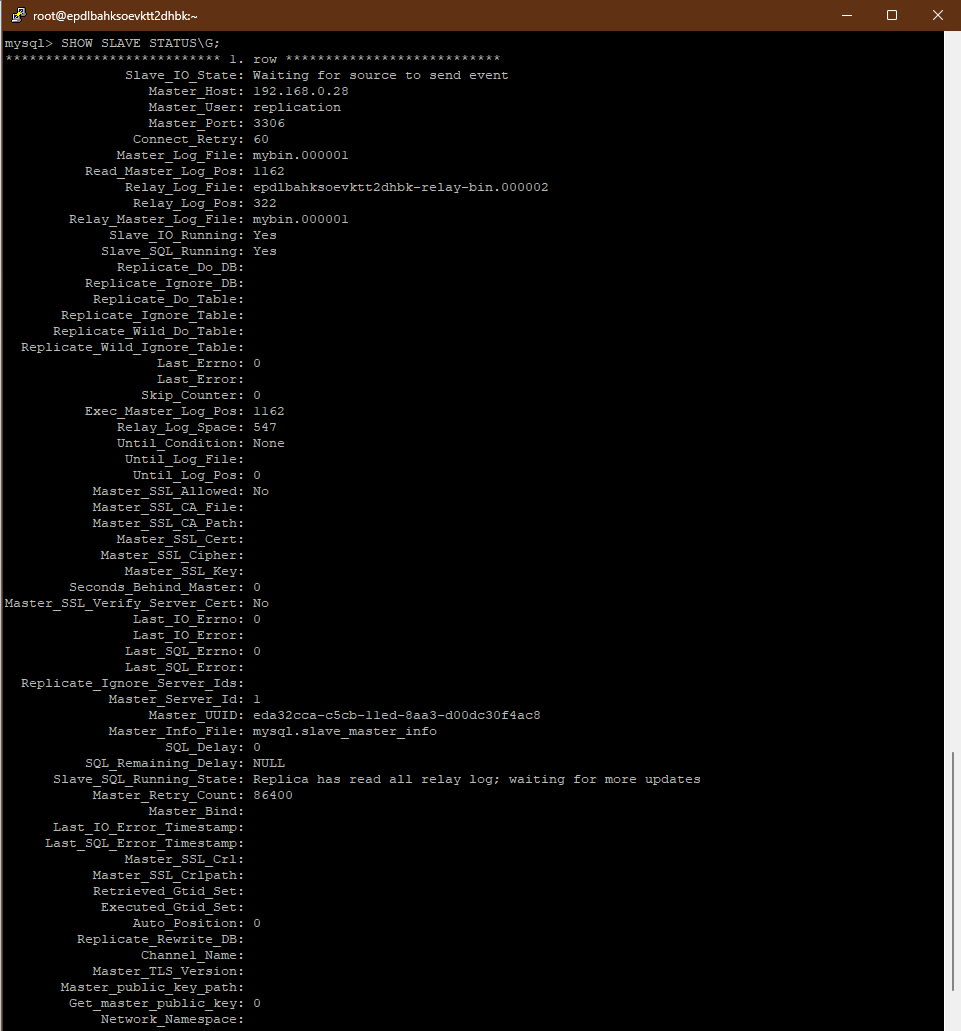 root@epdlbahksoevktt2dhbk:~
mysql> SHOW SLAVE STATUS\G;
*************************** 1. row ***************************
Slave_IO_State: Waiting for source to send event
Master_Host: 192.168.0.28
Master_User: replication
Master_Port: 3306
Connect_Retry: 60
Master_Log_File: mybin.000001
Read_Master_Log_Pos: 1162
Relay_Log_File: epdlbahksoevktt2dhbk-relay-bin.000002
Relay_Log_Pos: 322
Relay_Master_Log_File: mybin.000001
Slave_IO_Running: Yes
Slave_SQL_Running: Yes
Replicate_Do_DB:
Replicate_Ignore_DB:
Replicate_Do_Table:
Replicate_Ignore_Table:
Replicate_Wild_Do_Table:
Replicate_Wild_Ignore_Table:
Last_Errno: 0
Last_Error:
Skip_Counter: 0
Exec_Master_Log_Pos: 1162
Relay_Log_Space: 547
Until_Condition: None
Until_Log_File:
Until_Log_Pos: 0
Master_SSL_Allowed: No
Master_SSL_CA_File:
Master_SSL_CA_Path:
Master_SSL_Cert:
Master_SSL_Cipher:
Master_SSL_Key:
Seconds_Behind_Master: 0
Master_SSL_Verify_Server_Cert: No
Last_IO_Errno: 0
Last_IO_Error:
Last_SQL_Errno: 0
Last_SQL_Error:
Replicate_Ignore_Server_Ids:
Master_Server_Id: 1
Master_UUID: eda32cca-c5cb-11ed-8aa3-d00dc30f4ac8
Master_Info_File: mysql.slave_master_info
SQL_Delay: 0
SQL_Remaining_Delay: NULL
Slave_SQL_Running_State: Replica has read all relay log; waiting for more updates
Master_Retry_Count: 86400
Master_Bind:
Last_IO_Error_Timestamp:
Last_SQL_Error_Timestamp:
Master_SSL_Crl:
Master_SSL_Crlpath:
Retrieved_Gtid_Set:
Executed_Gtid_Set:
Auto_Position: 0
Replicate_Rewrite_DB:
Channel_Name:
Master_TLS_Version:
Master_public_key_path:
Get_master_public_key: 0
Network_Namespace: